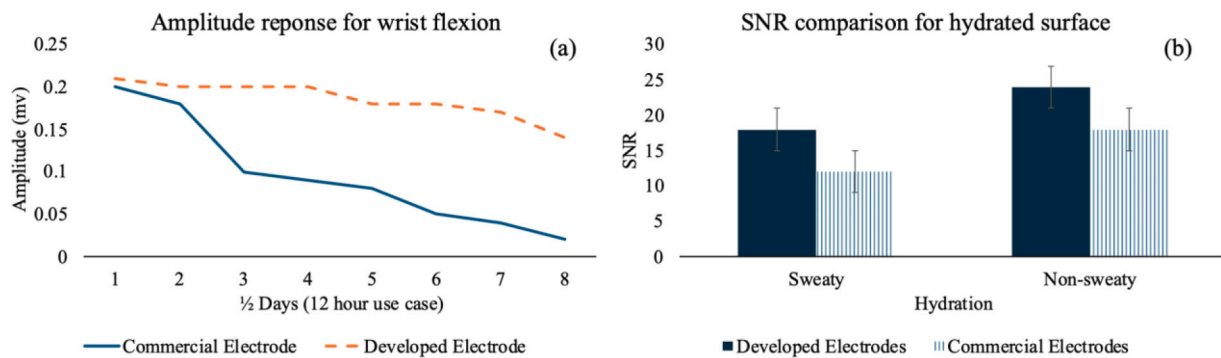 Amplitude reponse for wrist flexion
(a)
0.25
0.2
0.15
0.1
0.05
0
Amplitude (mv)
1 2 3 4 5 6 7 8
½ Days (12 hour use case)
Commercial Electrode Developed Electrode
SNR comparison for hydrated surface
(b)
30
25
20
15
10
5
0
SNR
Sweaty Non-sweaty
Hydration
Developed Electrodes Commercial Electrodes